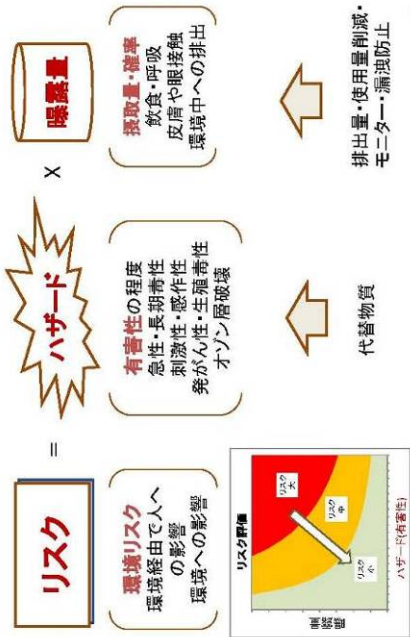 リスク
=
ハザード
×
曝露量
環境リスク
環境経由で人へ
の影響
環境への影響
有害性の程度
急性・長期毒性
刺激性・感作性
発がん性・生殖毒性
オゾン層破壊
摂取量・確率
飲食・呼吸
皮膚や眼接触
環境中への排出
リスク評価
リスク
大
リスク
中
リスク
小
曝露量
ハザード(有害性)
代替物質
排出量・使用量削減・
モニター・漏洩防止